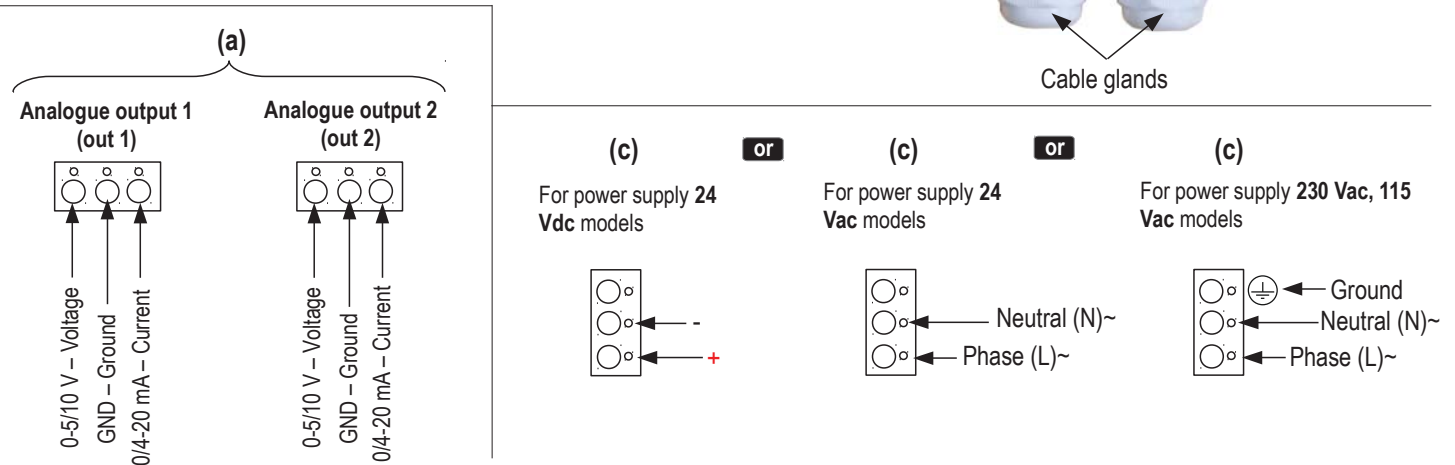 (a)
Analogue output 1
(out 1)
0-5/10 V – Voltage
GND – Ground
0/4-20 mA – Current
Analogue output 2
(out 2)
0-5/10 V – Voltage
GND – Ground
0/4-20 mA – Current
Cable glands
(c)
For power supply 24
Vdc models
-
+
or
(c)
For power supply 24
Vac models
Neutral (N)~
Phase (L)~
or
(c)
For power supply 230 Vac, 115
Vac models
Ground
Neutral (N)~
Phase (L)~